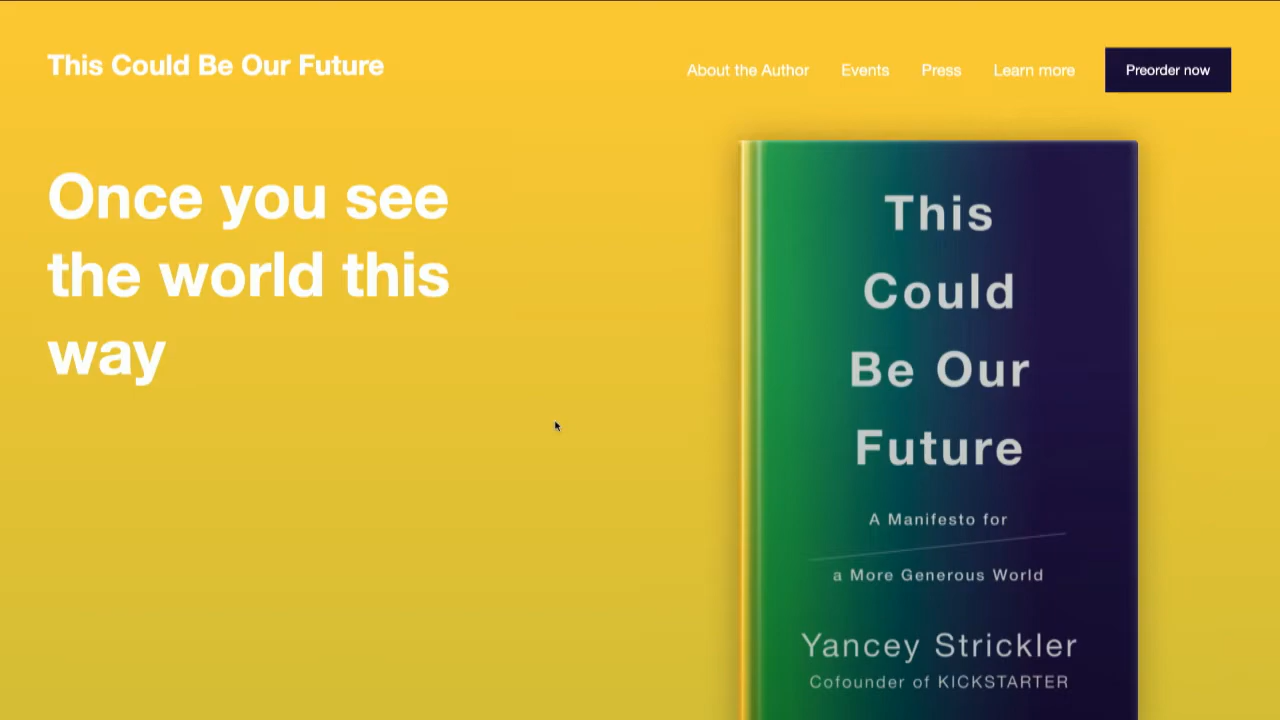 This Could Be Our Future
About the Author
Events
Press
Learn more
Preorder now
Once you see
the world this
way
This
Could
Be Our
Future
A Manifesto for
a More Generous World
Yancey Strickler
Cofounder of KICKSTARTER